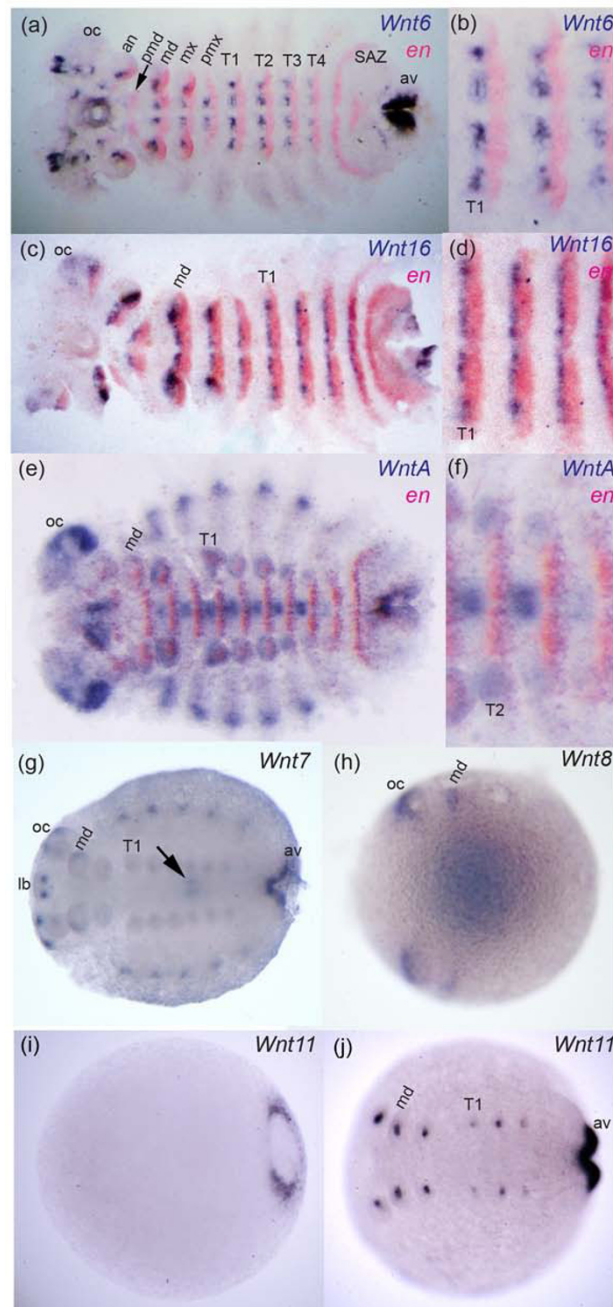 (a)
oc
an
pmd
md
mx
pmx
T1
T2
T3
T4
SAZ
av
Wnt6
en
(b)
Wnt6
en
T1
(c)
oc
md
T1
Wnt16
en
(d)
Wnt16
en
T1
(e)
oc
md
T1
WntA
en
(f)
WntA
en
T2
(g)
Wnt7
oc
md
T1
lb
av
(h)
Wnt8
oc
md
(i)
Wnt11
(j)
Wnt11
md
T1
av